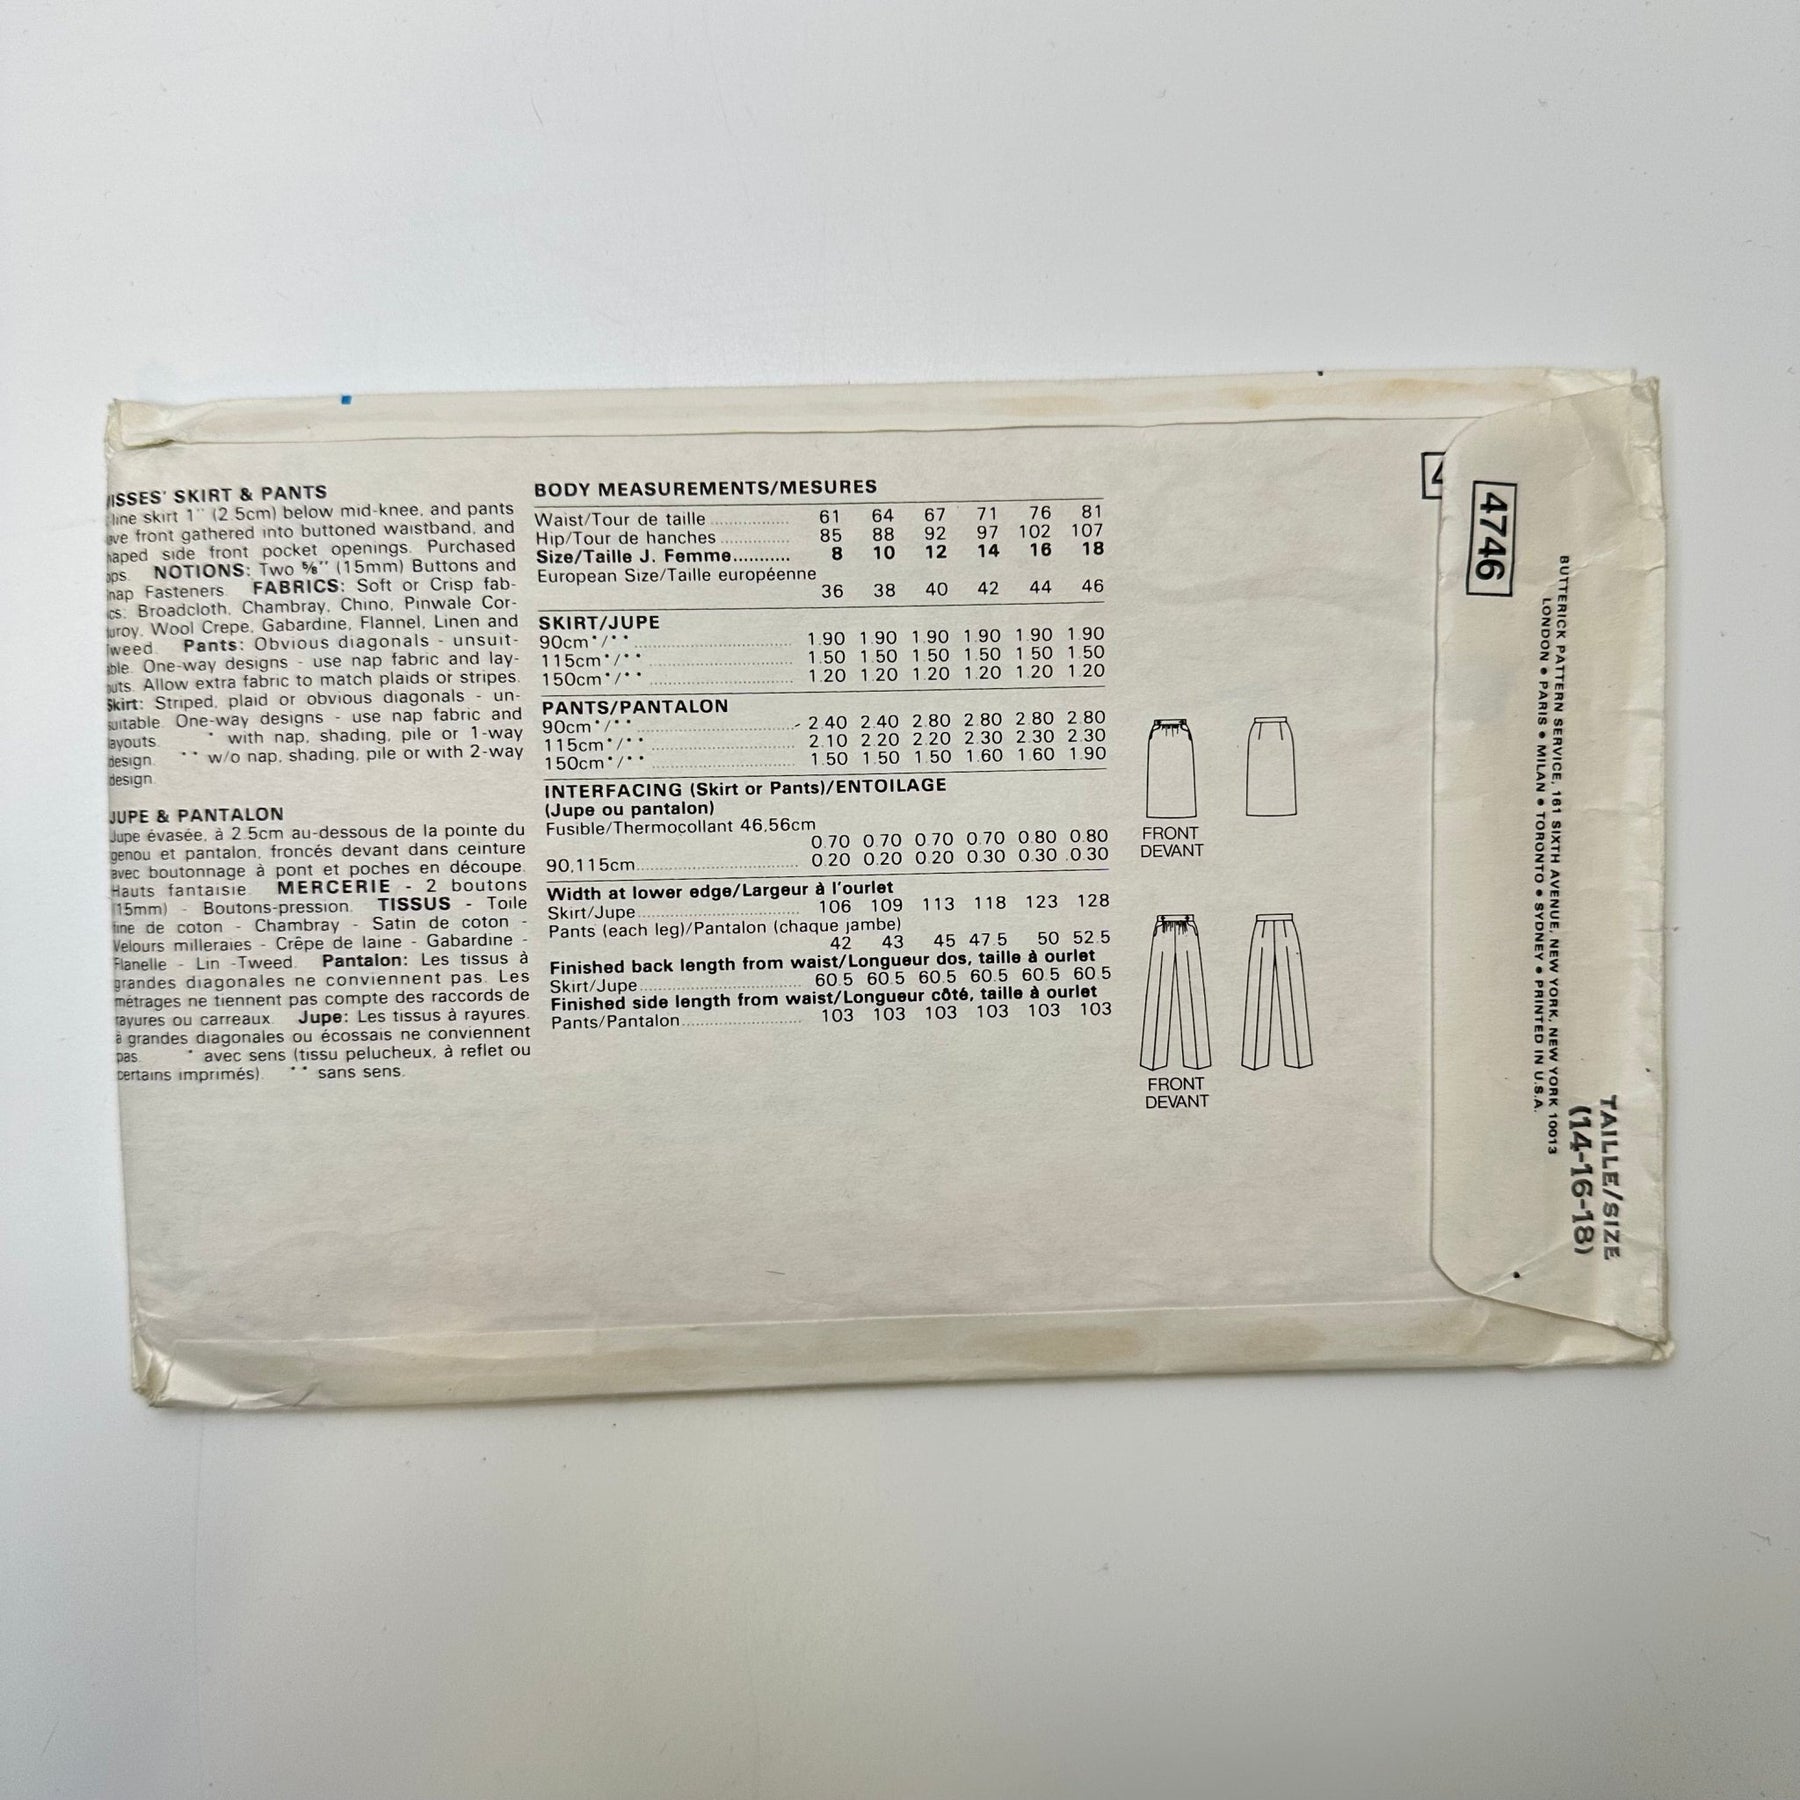 ISSES' SKIRT & PANTS
line skirt 1" (2.5cm) below mid-knee, and pants
ve front gathered into buttoned waistband, and
haped side front pocket openings. Purchased
ops. NOTIONS: Two ⅝" (15mm) Buttons and
nap Fasteners. FABRICS: Soft or Crisp fab-
cs: Broadcloth, Chambray, Chino, Pinwale Cor-
uroy, Wool Crepe, Gabardine, Flannel, Linen and
weed. Pants: Obvious diagonals - unsuit-
ble. One-way designs - use nap fabric and lay-
uts. Allow extra fabric to match plaids or stripes.
Skirt: Striped, plaid or obvious diagonals - un-
suitable. One-way designs - use nap fabric and
layouts. * with nap, shading, pile or 1-way
design. ** w/o nap, shading, pile or with 2-way
design.
JUPE & PANTALON
Jupe évasée, à 2.5cm au-dessous de la pointe du
genou et pantalon, froncés devant dans ceinture
avec boutonnage à pont et poches en découpe.
Hauts fantaisie. MERCERIE - 2 boutons
(15mm) - Boutons-pression. TISSUS - Toile
fine de coton - Chambray - Satin de coton -
Velours milleraies - Crêpe de laine - Gabardine -
Flanelle - Lin -Tweed. Pantalon: Les tissus à
grandes diagonales ne conviennent pas. Les
métrages ne tiennent pas compte des raccords de
rayures ou carreaux. Jupe: Les tissus à rayures.
à grandes diagonales ou écossais ne conviennent
pas. * avec sens (tissu pelucheux, à reflet ou
certains imprimés). ** sans sens.
BODY MEASUREMENTS/MESURES
Waist/Tour de taille 61 64 67 71 76 81
Hip/Tour de hanches 85 88 92 97 102 107
Size/Taille J. Femme 8 10 12 14 16 18
European Size/Taille européenne
36 38 40 42 44 46
SKIRT/JUPE
90cm*/** 1.90 1.90 1.90 1.90 1.90 1.90
115cm*/** 1.50 1.50 1.50 1.50 1.50 1.50
150cm*/** 1.20 1.20 1.20 1.20 1.20 1.20
PANTS/PANTALON
90cm*/** 2.40 2.40 2.80 2.80 2.80 2.80
115cm*/** 2.10 2.20 2.20 2.30 2.30 2.30
150cm*/** 1.50 1.50 1.50 1.60 1.60 1.90
INTERFACING (Skirt or Pants)/ENTOILAGE
(Jupe ou pantalon)
Fusible/Thermocollant 46,56cm
0.70 0.70 0.70 0.70 0.80 0.80
90,115cm 0.20 0.20 0.20 0.30 0.30 0.30
Width at lower edge/Largeur à l'ourlet
Skirt/Jupe 106 109 113 118 123 128
Pants (each leg)/Pantalon (chaque jambe)
42 43 45 47.5 50 52.5
Finished back length from waist/Longueur dos, taille à ourlet
Skirt/Jupe 60.5 60.5 60.5 60.5 60.5 60.5
Finished side length from waist/Longueur côté, taille à ourlet
Pants/Pantalon 103 103 103 103 103 103
FRONT
DEVANT
FRONT
DEVANT
4746
BUTTERICK PATTERN SERVICE, 161 SIXTH AVENUE, NEW YORK, NEW YORK 10013
LONDON • PARIS • MILAN • TORONTO • SYDNEY • PRINTED IN U.S.A.
TAILLE/SIZE
(14-16-18)